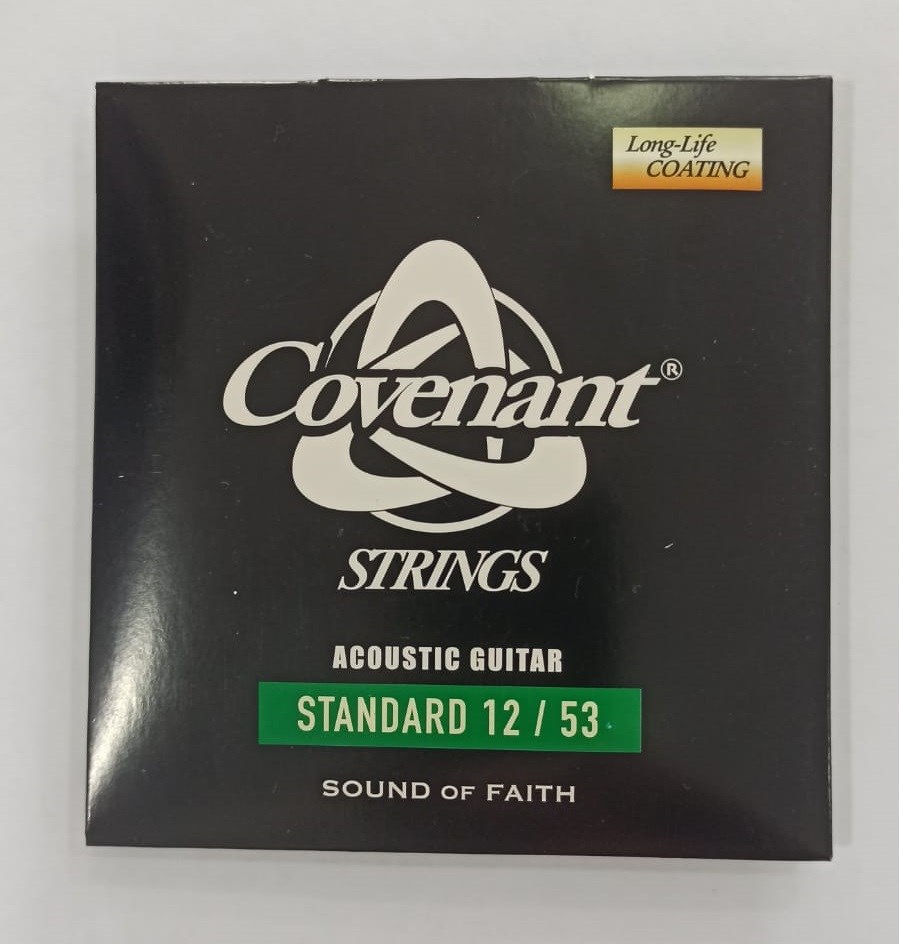 Long-Life
COATING
Covenant®
STRINGS
ACOUSTIC GUITAR
STANDARD 12 / 53
SOUND OF FAITH